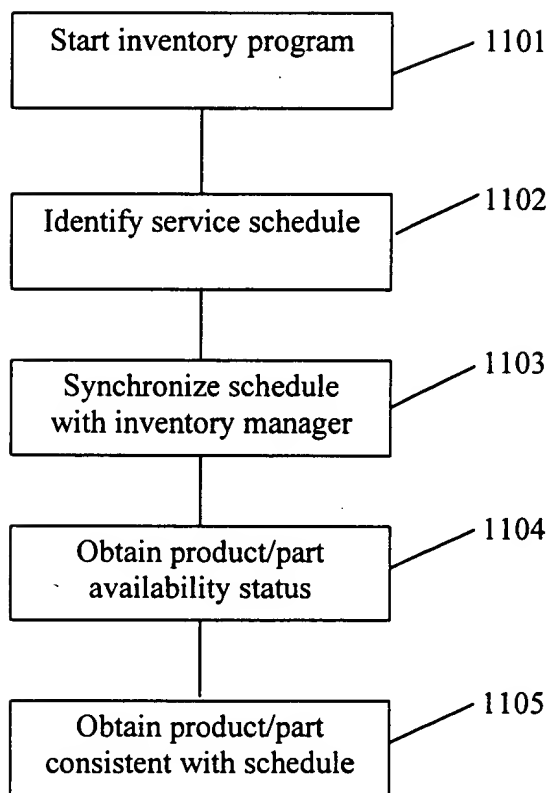 Start inventory program
1101
Identify service schedule
1102
Synchronize schedule
with inventory manager
1103
Obtain product/part
availability status
1104
Obtain product/part
consistent with schedule
1105